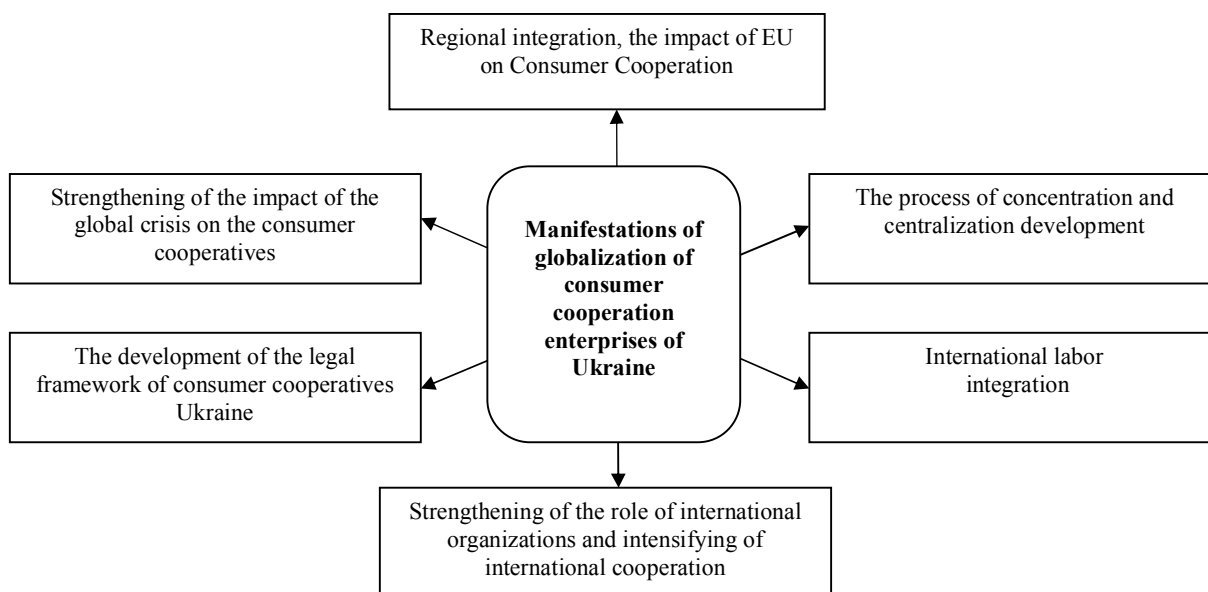 Regional integration, the impact of EU
on Consumer Cooperation
Strengthening of the impact of the
global crisis on the consumer
cooperatives
The process of concentration and
centralization development
Manifestations of
globalization of
consumer
cooperation
enterprises of
Ukraine
The development of the legal
framework of consumer cooperatives
Ukraine
International labor
integration
Strengthening of the role of international
organizations and intensifying of
international cooperation